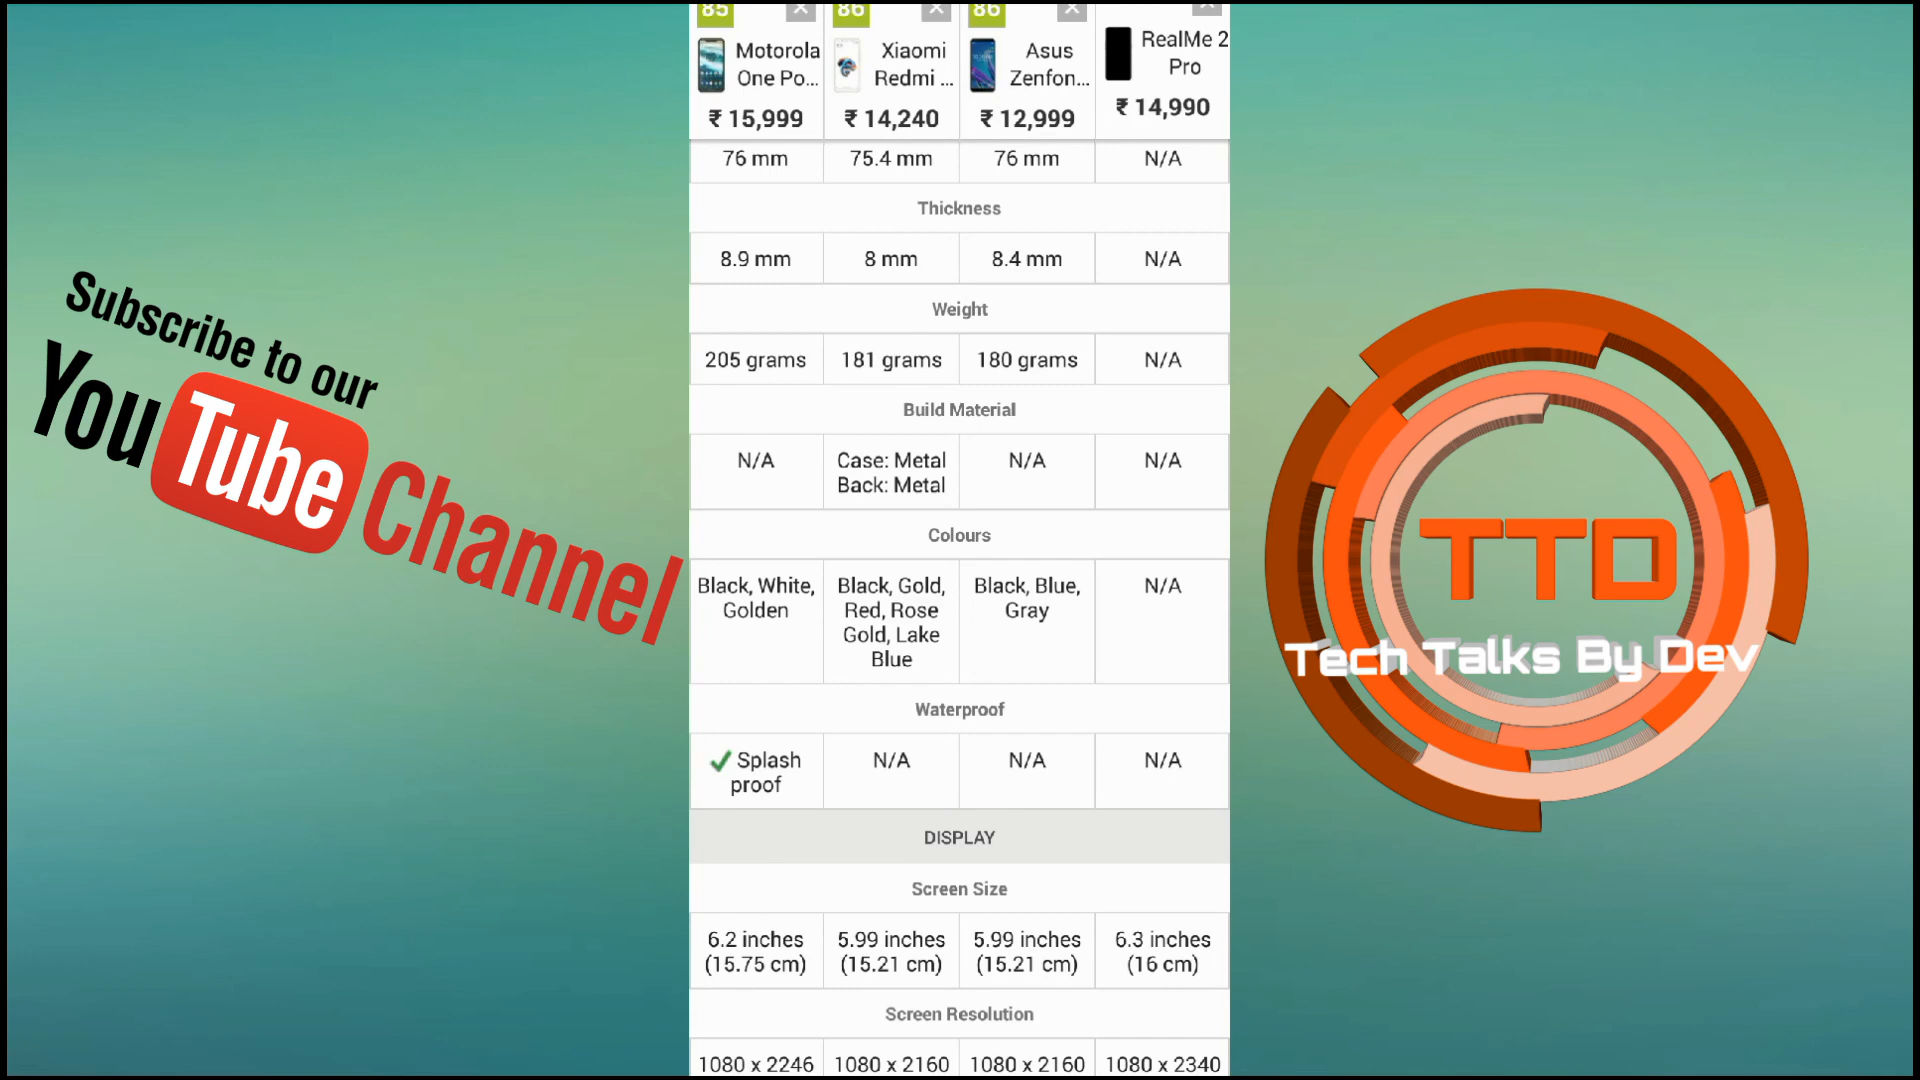 85 86 86
Motorola One Po...
Xiaomi Redmi ...
Asus Zenfon...
RealMe 2 Pro
₹ 15,999 ₹ 14,240 ₹ 12,999 ₹ 14,990
76 mm 75.4 mm 76 mm N/A
Thickness
8.9 mm 8 mm 8.4 mm N/A
Weight
205 grams 181 grams 180 grams N/A
Build Material
N/A
Case: Metal
Back: Metal
N/A
N/A
Colours
Black, White,
Golden
Black, Gold,
Red, Rose
Gold, Lake
Blue
Black, Blue,
Gray
N/A
Waterproof
Splash
proof
N/A
N/A
N/A
DISPLAY
Screen Size
6.2 inches
(15.75 cm)
5.99 inches
(15.21 cm)
5.99 inches
(15.21 cm)
6.3 inches
(16 cm)
Screen Resolution
1080 x 2246 1080 x 2160 1080 x 2160 1080 x 2340
Subscribe to our
YouTube Channel
TTD
Tech Talks By Dev